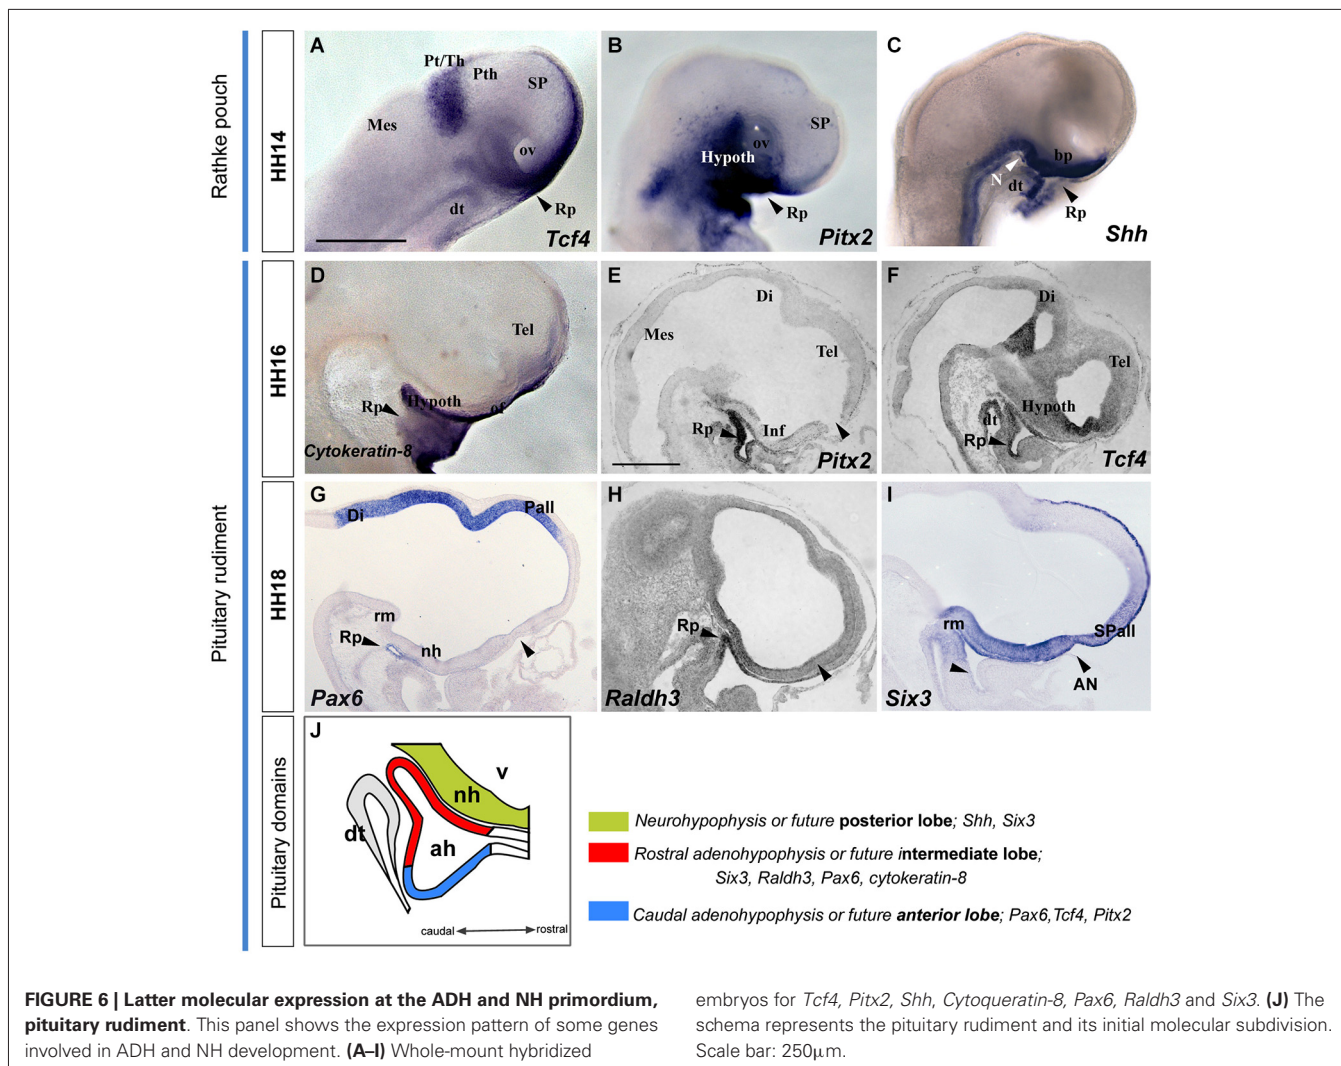 Rathke pouch
HH14
A
Pt/Th
Pth
SP
Mes
ov
dt
Rp
Tcf4
B
SP
ov
Hypoth
Rp
Pitx2
C
bp
N
dt
Rp
Shh
Pituitary rudiment
HH16
D
Tel
Rp
Hypoth
of
Cytokeratin-8
E
Di
Mes
Tel
Rp
Inf
Pitx2
F
Di
Tel
Hypoth
dt
Rp
Tcf4
HH18
G
Di
Pall
rm
Rp
nh
Pax6
H
Rp
Raldh3
I
rm
SPall
AN
Six3
Pituitary domains
J
v
nh
dt
ah
caudal
rostral
Neurohypophysis or future posterior lobe; Shh, Six3
Rostral adenohypophysis or future intermediate lobe;
Six3, Raldh3, Pax6, cytokeratin-8
Caudal adenohypophysis or future anterior lobe; Pax6,Tcf4, Pitx2
FIGURE 6 | Latter molecular expression at the ADH and NH primordium,
pituitary rudiment. This panel shows the expression pattern of some genes
involved in ADH and NH development. (A–I) Whole-mount hybridized
embryos for Tcf4, Pitx2, Shh, Cytoqueratin-8, Pax6, Raldh3 and Six3. (J) The
schema represents the pituitary rudiment and its initial molecular subdivision.
Scale bar: 250μm.